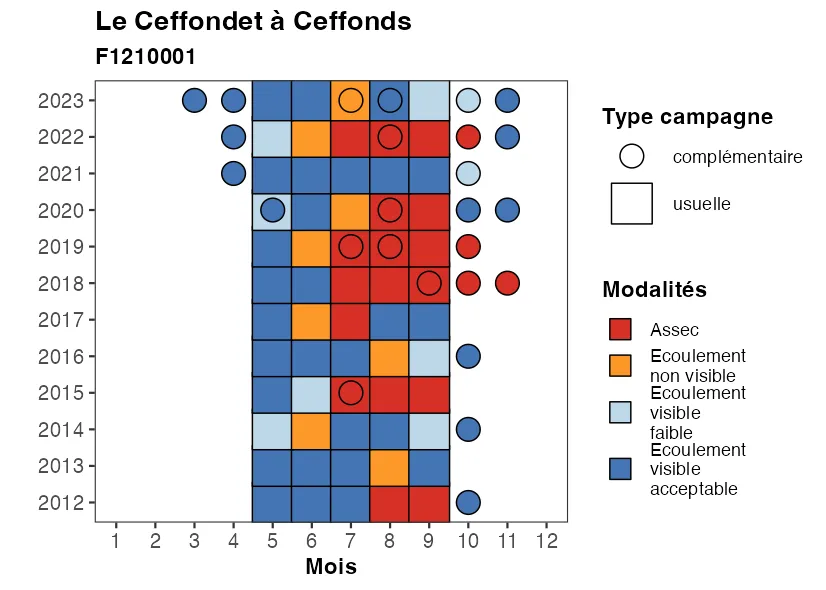 Le Ceffondet à Ceffonds
F1210001
2023
2022
2021
2020
2019
2018
2017
2016
2015
2014
2013
2012
1 2 3 4 5 6 7 8 9 10 11 12
Mois
Type campagne
complémentaire
usuelle
Modalités
Assec
Ecoulement
non visible
Ecoulement
visible
faible
Ecoulement
visible
acceptable